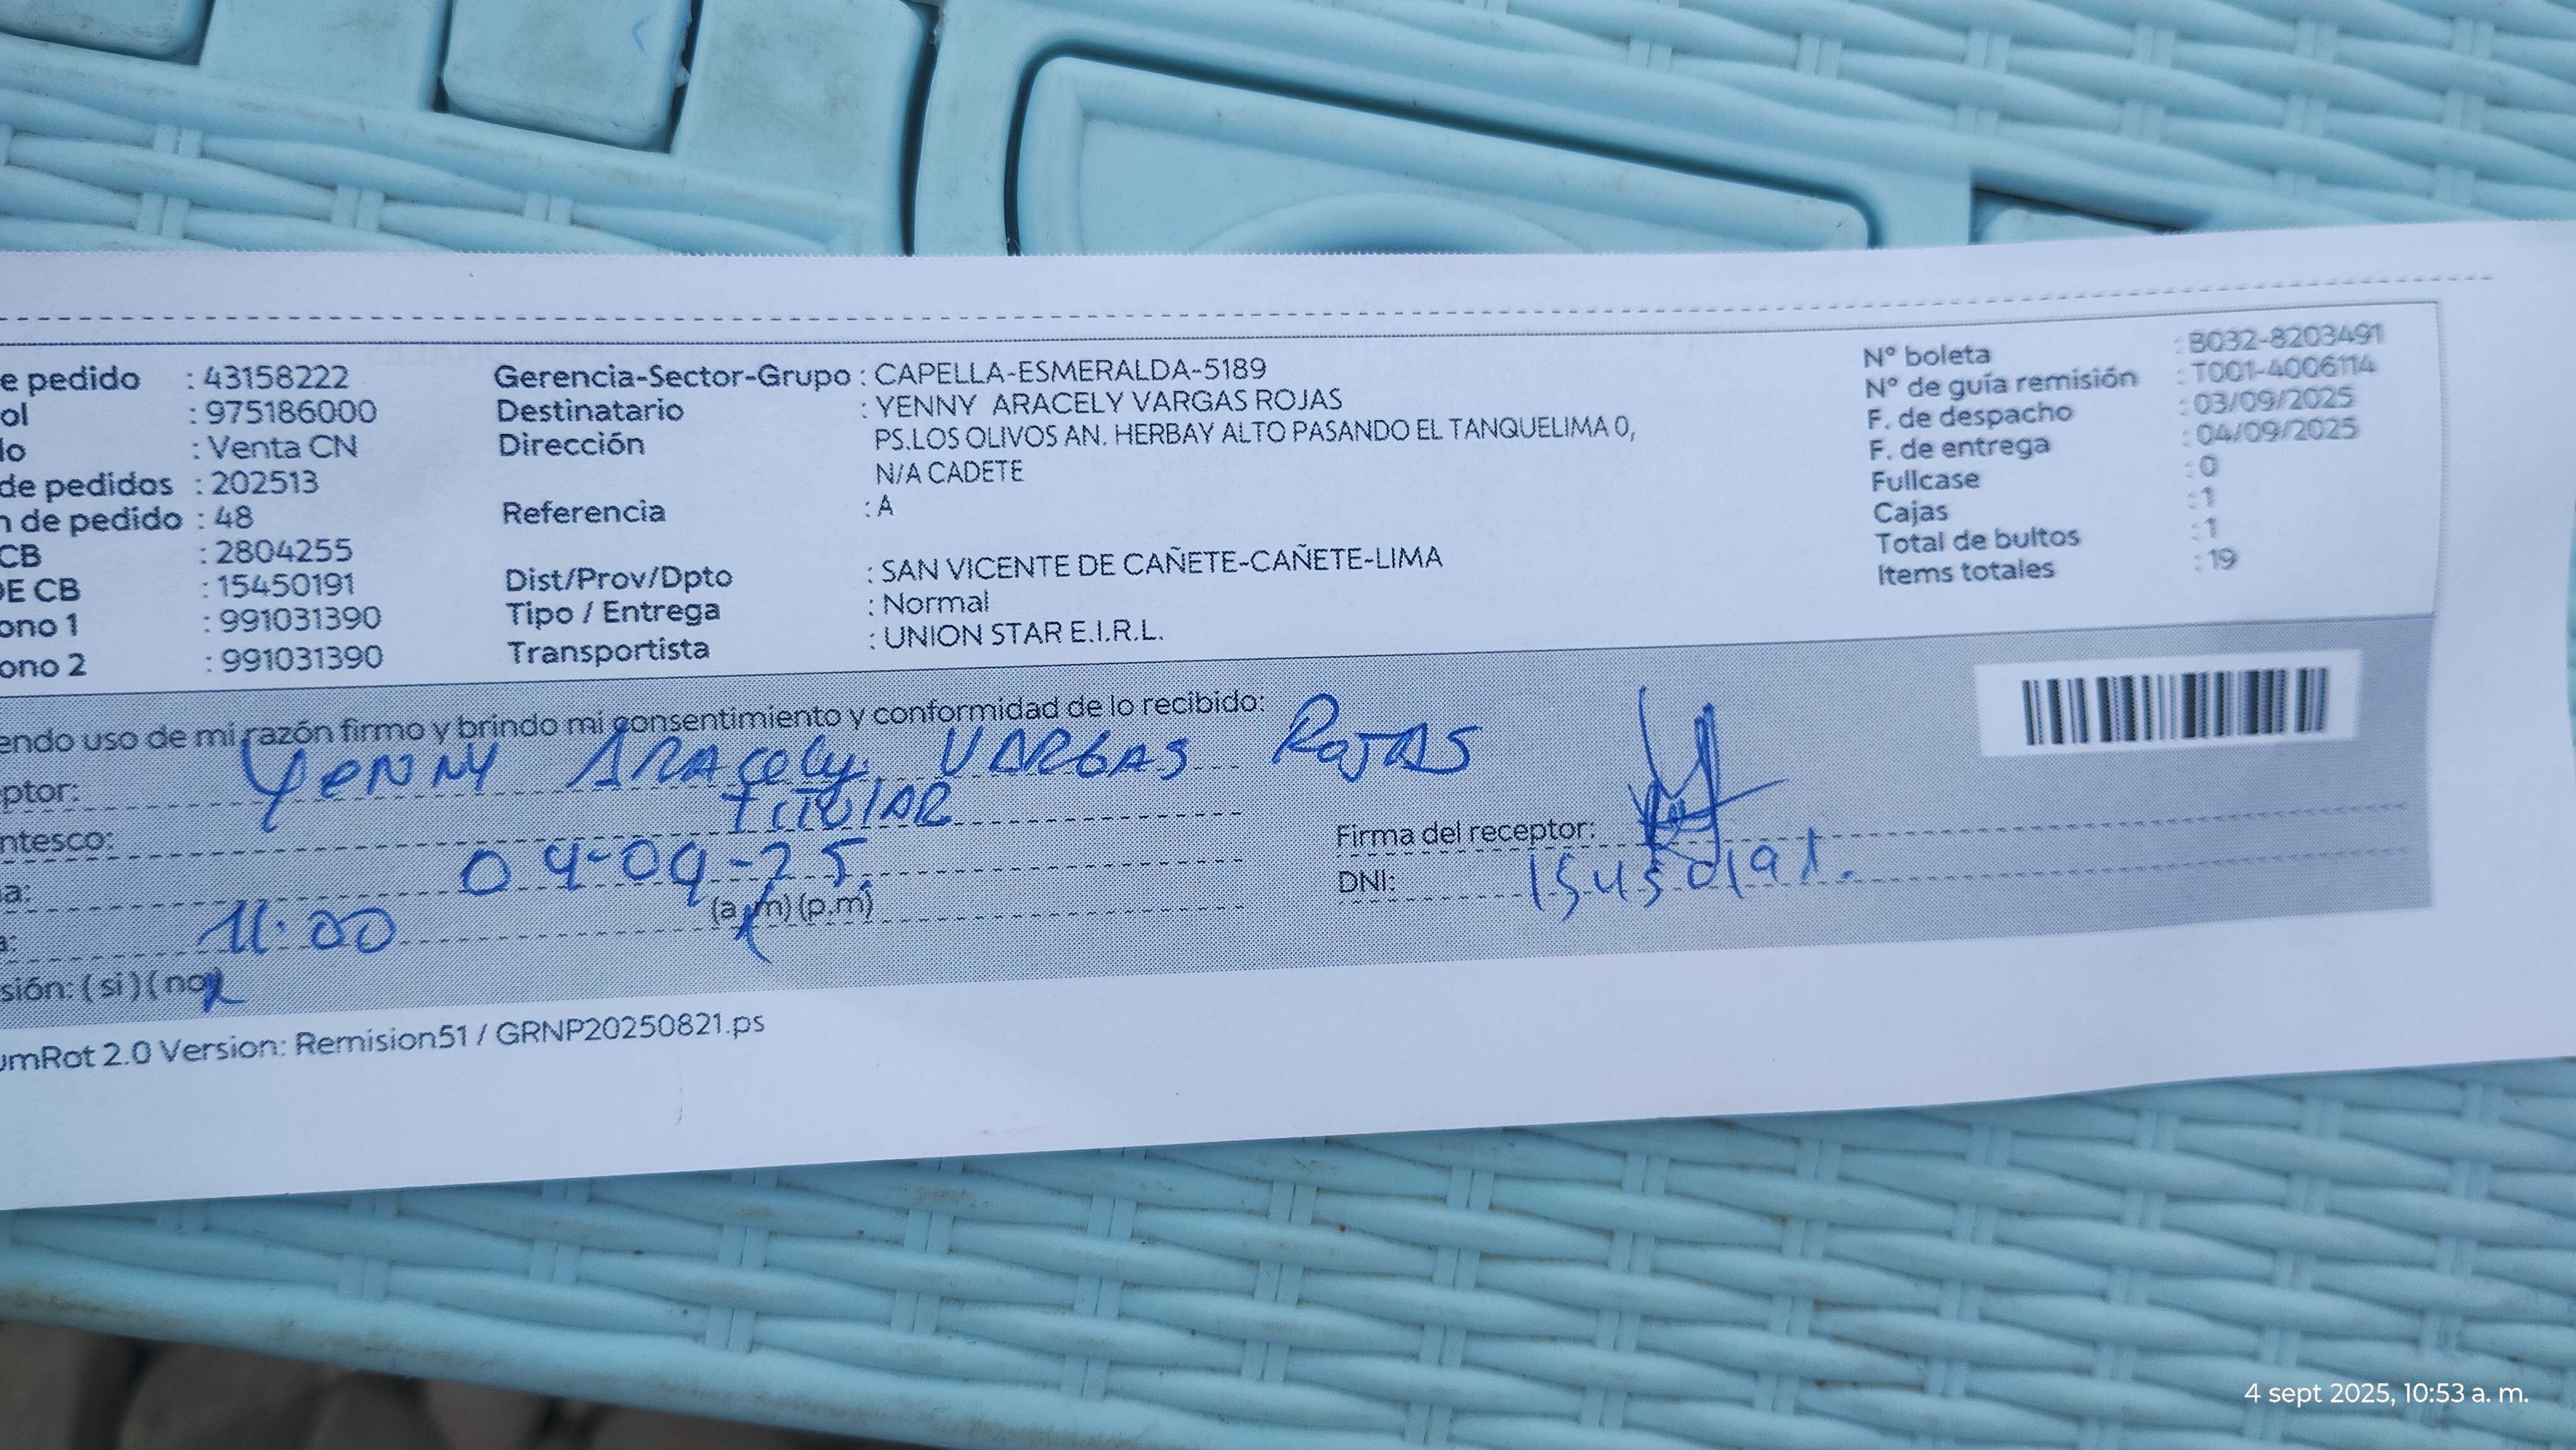 e pedido : 43158222
ol : 975186000
do : Venta CN
de pedidos : 202513
n de pedido : 48
CB : 2804255
DE CB : 15450191
ono 1 : 991031390
ono 2 : 991031390
Gerencia-Sector-Grupo : CAPELLA-ESMERALDA-5189
Destinatario : YENNY ARACELY VARGAS ROJAS
Dirección PS.LOS OLIVOS AN. HERBAY ALTO PASANDO EL TANQUELIMA 0,
N/A CADETE
Referencia : A
Dist/Prov/Dpto : SAN VICENTE DE CAÑETE-CAÑETE-LIMA
Tipo / Entrega : Normal
Transportista : UNION STAR E.I.R.L.
N° boleta : B032-8203491
N° de guía remisión : T001-4006114
F. de despacho : 03/09/2025
F. de entrega : 04/09/2025
Fullcase : 0
Cajas : 1
Total de bultos : 1
Items totales : 19
endo uso de mi razón firmo y brindo mi consentimiento y conformidad de lo recibido:
ptor: Yenny Aracely VARGAS ROJAS
ntesco: TITULAR
a: 04-09-25
a: 11:00 (a.m) (p.m)
sión: ( si ) ( no )
Firma del receptor:
DNI: 15450191.
umRot 2.0 Version: Remision51 / GRNP20250821.ps
4 sept 2025, 10:53 a. m.